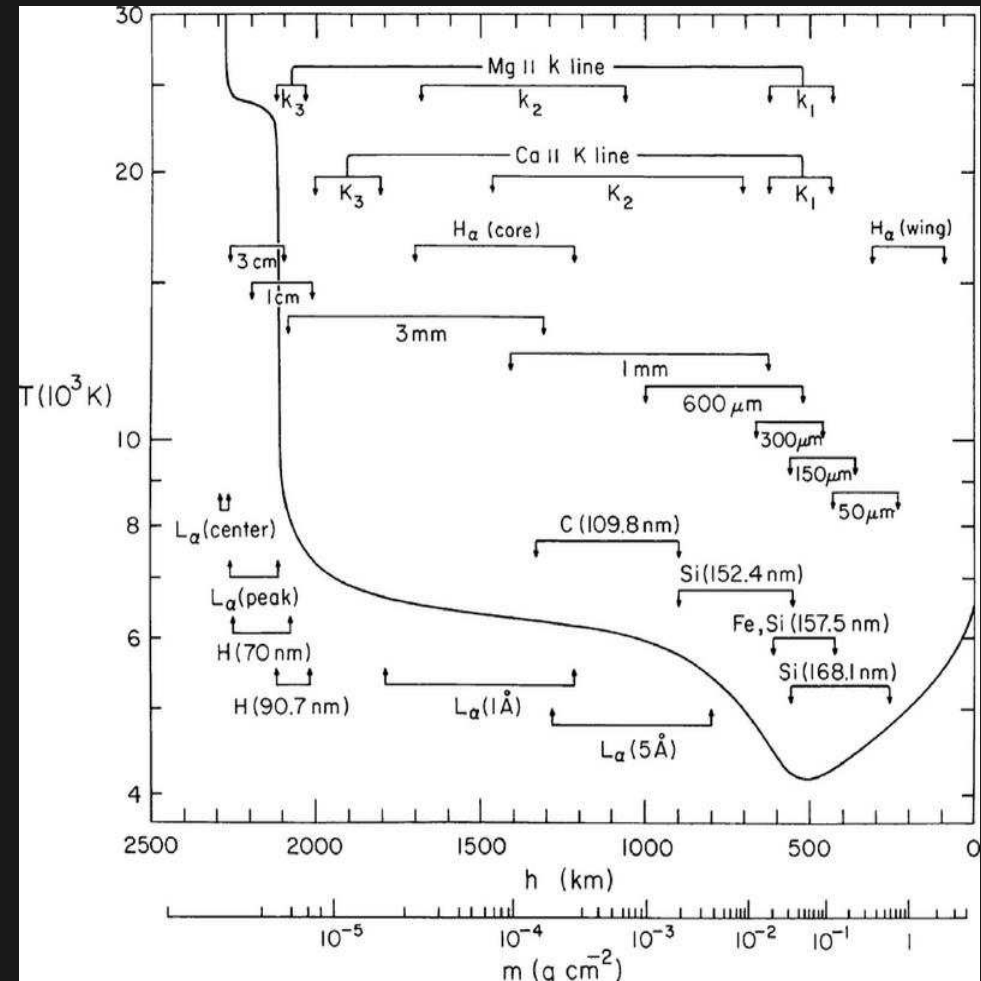 30
Mg II k line
k3
k2
k1
Ca II K line
20
K3
K2
K1
Hα (core)
Hα (wing)
3 cm
1 cm
3 mm
1 mm
T(10³ K)
600 μm
10
300 μm
150 μm
50 μm
8
Lα (center)
C (109.8 nm)
Si (152.4 nm)
Lα (peak)
Fe, Si (157.5 nm)
6
H (70 nm)
Si (168.1 nm)
H (90.7 nm)
Lα (1 Å)
Lα (5 Å)
4
2500 2000 1500 1000 500 0
h (km)
10⁻⁵ 10⁻⁴ 10⁻³ 10⁻² 10⁻¹ 1
m (g cm⁻²)